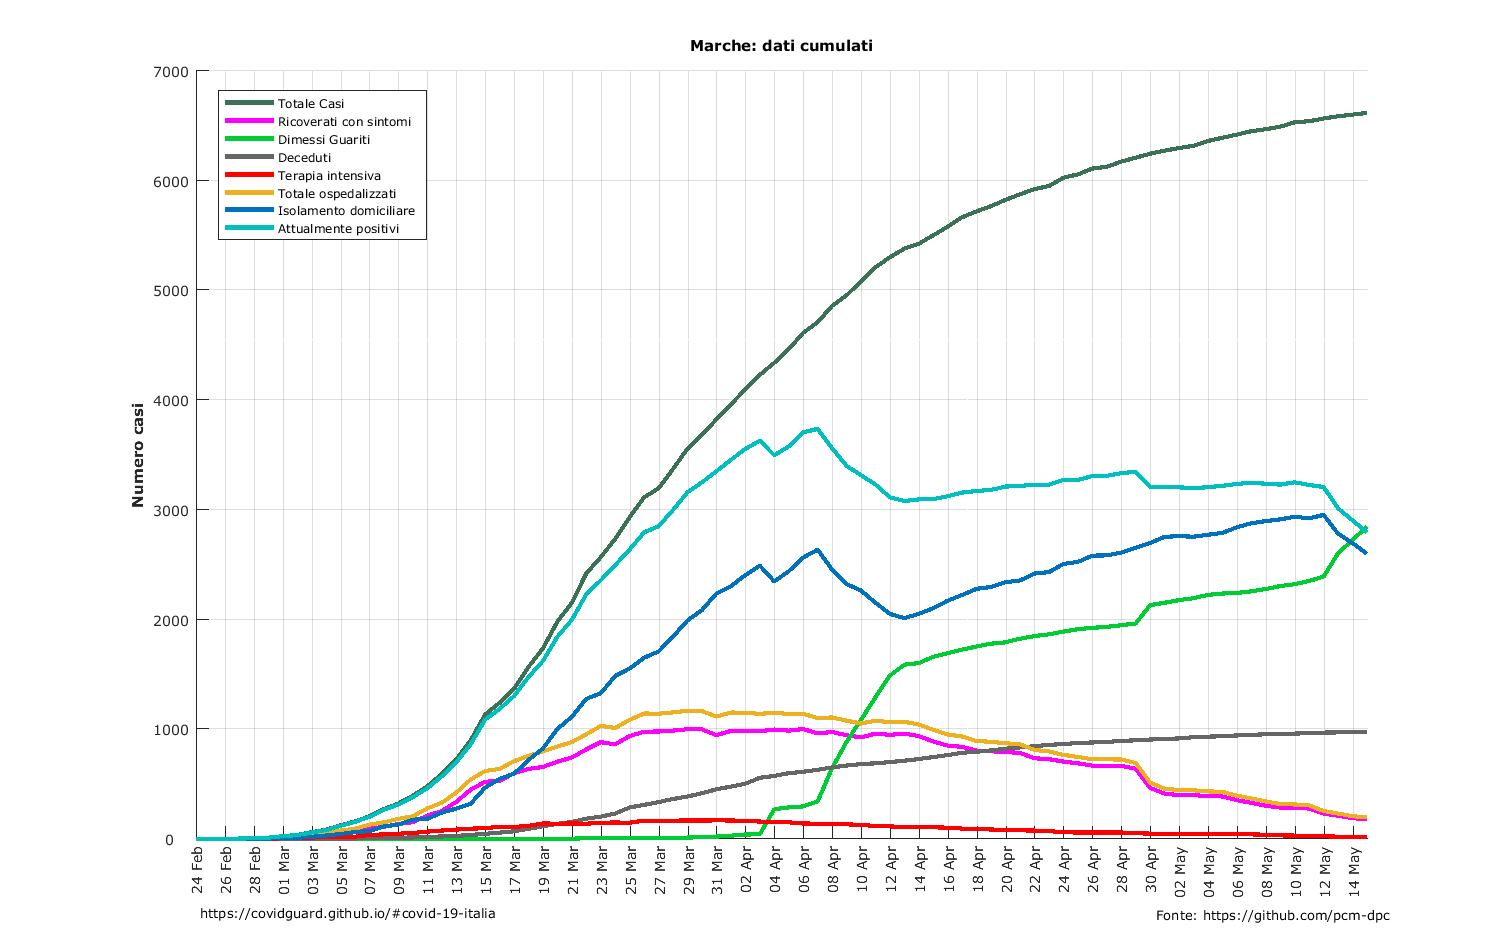 Marche: dati cumulati
7000
6000
5000
4000
3000
2000
1000
0
Numero casi
Totale Casi
Ricoverati con sintomi
Dimessi Guariti
Deceduti
Terapia intensiva
Totale ospedalizzati
Isolamento domiciliare
Attualmente positivi
24 Feb
26 Feb
28 Feb
01 Mar
03 Mar
05 Mar
07 Mar
09 Mar
11 Mar
13 Mar
15 Mar
17 Mar
19 Mar
21 Mar
23 Mar
25 Mar
27 Mar
29 Mar
31 Mar
02 Apr
04 Apr
06 Apr
08 Apr
10 Apr
12 Apr
14 Apr
16 Apr
18 Apr
20 Apr
22 Apr
24 Apr
26 Apr
28 Apr
30 Apr
02 May
04 May
06 May
08 May
10 May
12 May
14 May
https://covidguard.github.io/#covid-19-italia
Fonte: https://github.com/pcm-dpc